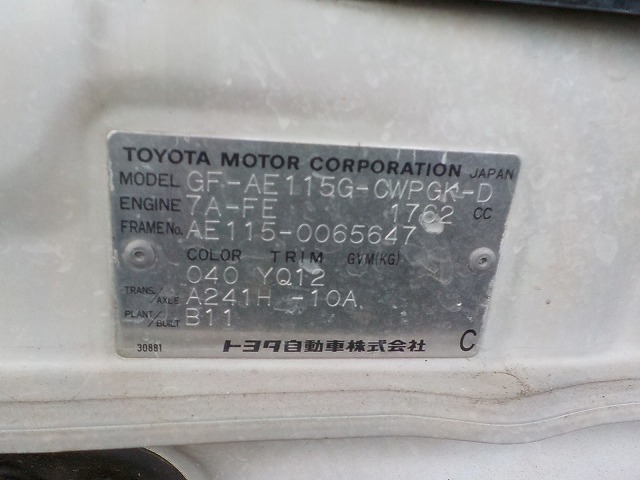 TOYOTA MOTOR CORPORATION JAPAN
MODEL GF-AE115G-CWPGK-D
ENGINE 7A-FE 1762 CC
FRAME No. AE115-0065647
COLOR TRIM GVM(KG)
040 YQ12
TRANS./AXLE A241H -10A
PLANT/BUILT B11
30881 トヨタ自動車株式会社 C